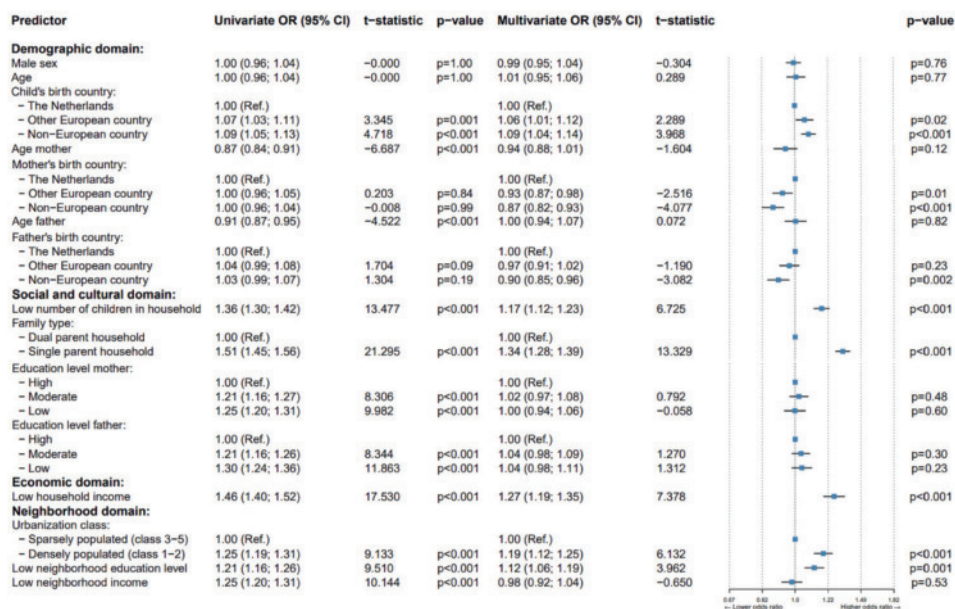 Predictor Univariate OR (95% CI) t−statistic p−value Multivariate OR (95% CI) t−statistic p−value
Demographic domain:
Male sex 1.00 (0.96; 1.04) −0.000 p=1.00 0.99 (0.95; 1.04) −0.304 p=0.76
Age 1.00 (0.96; 1.04) −0.000 p=1.00 1.01 (0.95; 1.06) 0.289 p=0.77
Child's birth country:
− The Netherlands 1.00 (Ref.) 1.00 (Ref.)
− Other European country 1.07 (1.03; 1.11) 3.345 p=0.001 1.06 (1.01; 1.12) 2.289 p=0.02
− Non−European country 1.09 (1.05; 1.13) 4.718 p<0.001 1.09 (1.04; 1.14) 3.968 p<0.001
Age mother 0.87 (0.84; 0.91) −6.687 p<0.001 0.94 (0.88; 1.01) −1.604 p=0.12
Mother's birth country:
− The Netherlands 1.00 (Ref.) 1.00 (Ref.)
− Other European country 1.00 (0.96; 1.05) 0.203 p=0.84 0.93 (0.87; 0.98) −2.516 p=0.01
− Non−European country 1.00 (0.96; 1.04) −0.008 p=0.99 0.87 (0.82; 0.93) −4.077 p<0.001
Age father 0.91 (0.87; 0.95) −4.522 p<0.001 1.00 (0.94; 1.07) 0.072 p=0.82
Father's birth country:
− The Netherlands 1.00 (Ref.) 1.00 (Ref.)
− Other European country 1.04 (0.99; 1.08) 1.704 p=0.09 0.97 (0.91; 1.02) −1.190 p=0.23
− Non−European country 1.03 (0.99; 1.07) 1.304 p=0.19 0.90 (0.85; 0.96) −3.082 p=0.002
Social and cultural domain:
Low number of children in household 1.36 (1.30; 1.42) 13.477 p<0.001 1.17 (1.12; 1.23) 6.725 p<0.001
Family type:
− Dual parent household 1.00 (Ref.) 1.00 (Ref.)
− Single parent household 1.51 (1.45; 1.56) 21.295 p<0.001 1.34 (1.28; 1.39) 13.329 p<0.001
Education level mother:
− High 1.00 (Ref.) 1.00 (Ref.)
− Moderate 1.21 (1.16; 1.27) 8.306 p<0.001 1.02 (0.97; 1.08) 0.792 p=0.48
− Low 1.25 (1.20; 1.31) 9.982 p<0.001 1.00 (0.94; 1.06) −0.058 p=0.60
Education level father:
− High 1.00 (Ref.) 1.00 (Ref.)
− Moderate 1.21 (1.16; 1.26) 8.344 p<0.001 1.04 (0.98; 1.09) 1.270 p=0.30
− Low 1.30 (1.24; 1.36) 11.863 p<0.001 1.04 (0.98; 1.11) 1.312 p=0.23
Economic domain:
Low household income 1.46 (1.40; 1.52) 17.530 p<0.001 1.27 (1.19; 1.35) 7.378 p<0.001
Neighborhood domain:
Urbanization class:
− Sparsely populated (class 3−5) 1.00 (Ref.) 1.00 (Ref.)
− Densely populated (class 1−2) 1.25 (1.19; 1.31) 9.133 p<0.001 1.19 (1.12; 1.25) 6.132 p<0.001
Low neighborhood education level 1.21 (1.16; 1.26) 9.510 p<0.001 1.12 (1.06; 1.19) 3.962 p=0.001
Low neighborhood income 1.25 (1.20; 1.31) 10.144 p<0.001 0.98 (0.92; 1.04) −0.650 p=0.53
0.67 0.82 1.0 1.22 1.49 1.82
← Lower odds ratio Higher odds ratio →